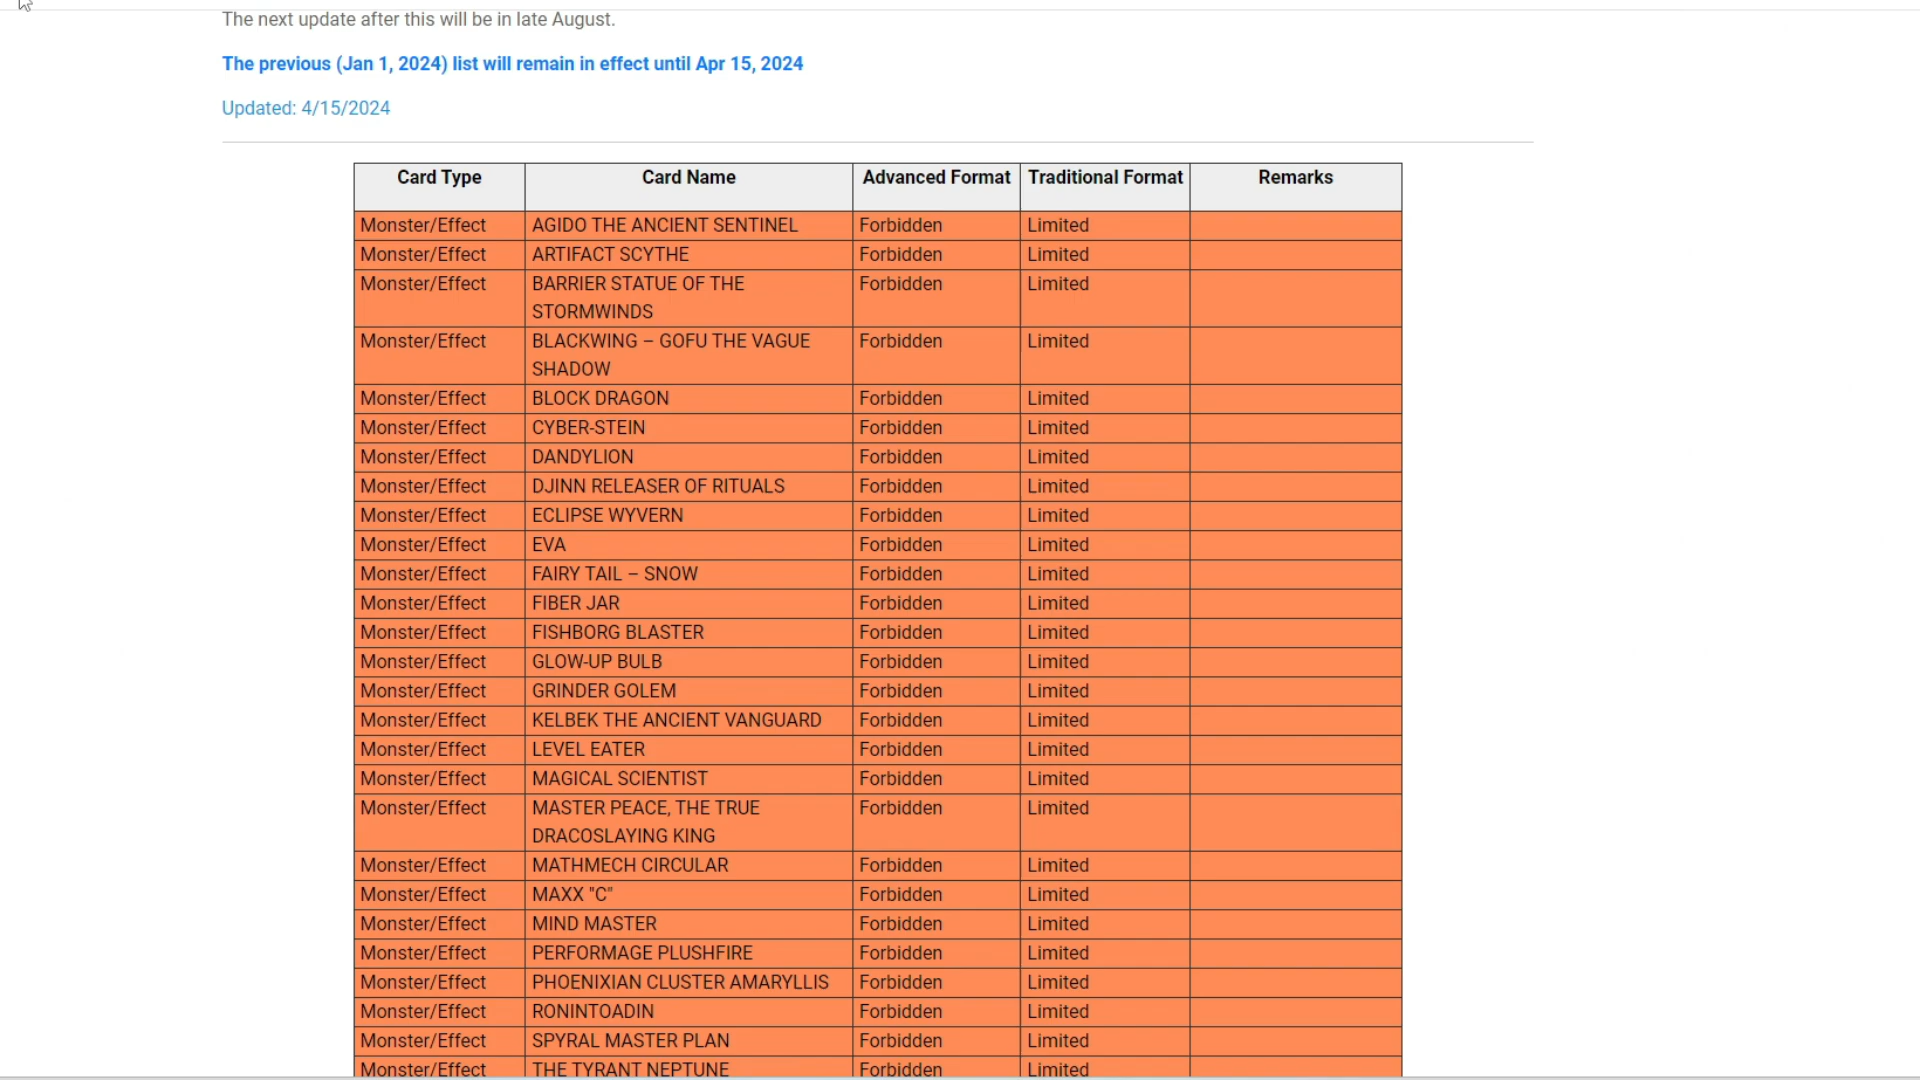 The next update after this will be in late August.
The previous (Jan 1, 2024) list will remain in effect until Apr 15, 2024
Updated: 4/15/2024
Card Type Card Name Advanced Format Traditional Format Remarks
Monster/Effect AGIDO THE ANCIENT SENTINEL Forbidden Limited
Monster/Effect ARTIFACT SCYTHE Forbidden Limited
Monster/Effect BARRIER STATUE OF THE Forbidden Limited
STORMWINDS
Monster/Effect BLACKWING – GOFU THE VAGUE Forbidden Limited
SHADOW
Monster/Effect BLOCK DRAGON Forbidden Limited
Monster/Effect CYBER-STEIN Forbidden Limited
Monster/Effect DANDYLION Forbidden Limited
Monster/Effect DJINN RELEASER OF RITUALS Forbidden Limited
Monster/Effect ECLIPSE WYVERN Forbidden Limited
Monster/Effect EVA Forbidden Limited
Monster/Effect FAIRY TAIL – SNOW Forbidden Limited
Monster/Effect FIBER JAR Forbidden Limited
Monster/Effect FISHBORG BLASTER Forbidden Limited
Monster/Effect GLOW-UP BULB Forbidden Limited
Monster/Effect GRINDER GOLEM Forbidden Limited
Monster/Effect KELBEK THE ANCIENT VANGUARD Forbidden Limited
Monster/Effect LEVEL EATER Forbidden Limited
Monster/Effect MAGICAL SCIENTIST Forbidden Limited
Monster/Effect MASTER PEACE, THE TRUE Forbidden Limited
DRACOSLAYING KING
Monster/Effect MATHMECH CIRCULAR Forbidden Limited
Monster/Effect MAXX "C" Forbidden Limited
Monster/Effect MIND MASTER Forbidden Limited
Monster/Effect PERFORMAGE PLUSHFIRE Forbidden Limited
Monster/Effect PHOENIXIAN CLUSTER AMARYLLIS Forbidden Limited
Monster/Effect RONINTOADIN Forbidden Limited
Monster/Effect SPYRAL MASTER PLAN Forbidden Limited
Monster/Effect THE TYRANT NEPTUNE Forbidden Limited